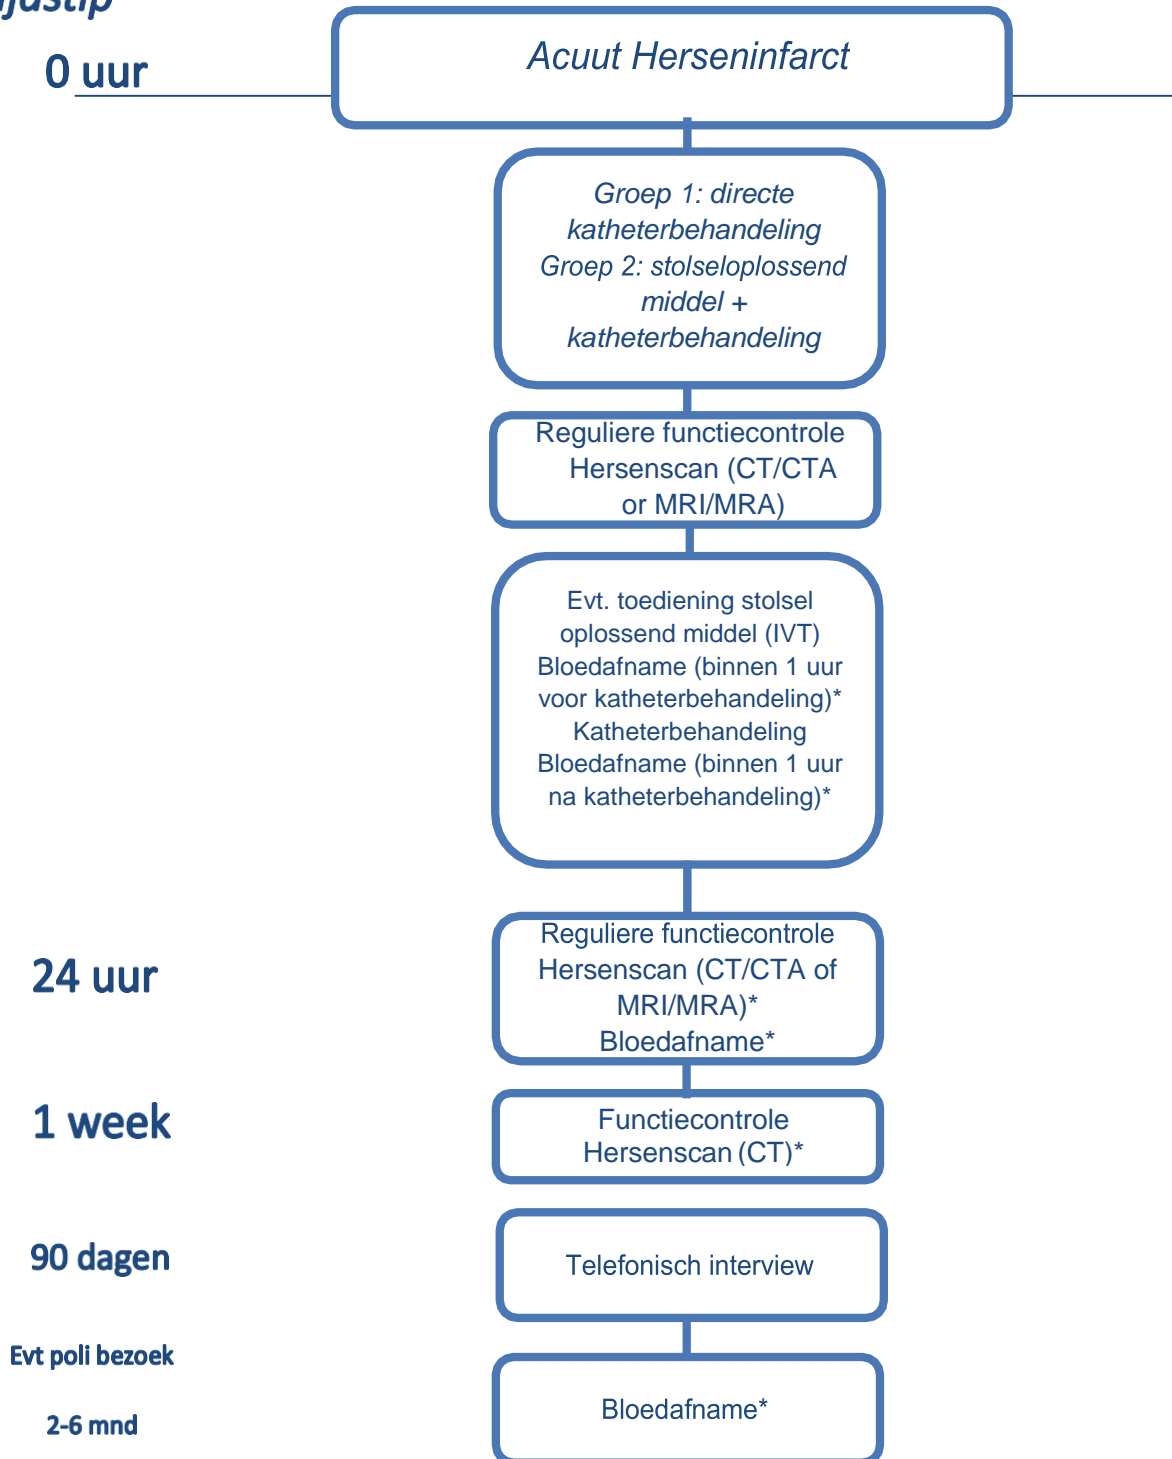 0 uur
Acuut Herseninfarct
Groep 1: directe
katheterbehandeling
Groep 2: stolseloplossend
middel +
katheterbehandeling
Reguliere functiecontrole
Hersenscan (CT/CTA
or MRI/MRA)
Evt. toediening stolsel
oplossend middel (IVT)
Bloedafname (binnen 1 uur
voor katheterbehandeling)*
Katheterbehandeling
Bloedafname (binnen 1 uur
na katheterbehandeling)*
24 uur
Reguliere functiecontrole
Hersenscan (CT/CTA of
MRI/MRA)*
Bloedafname*
1 week
Functiecontrole
Hersenscan (CT)*
90 dagen
Telefonisch interview
Evt poli bezoek
2-6 mnd
Bloedafname*